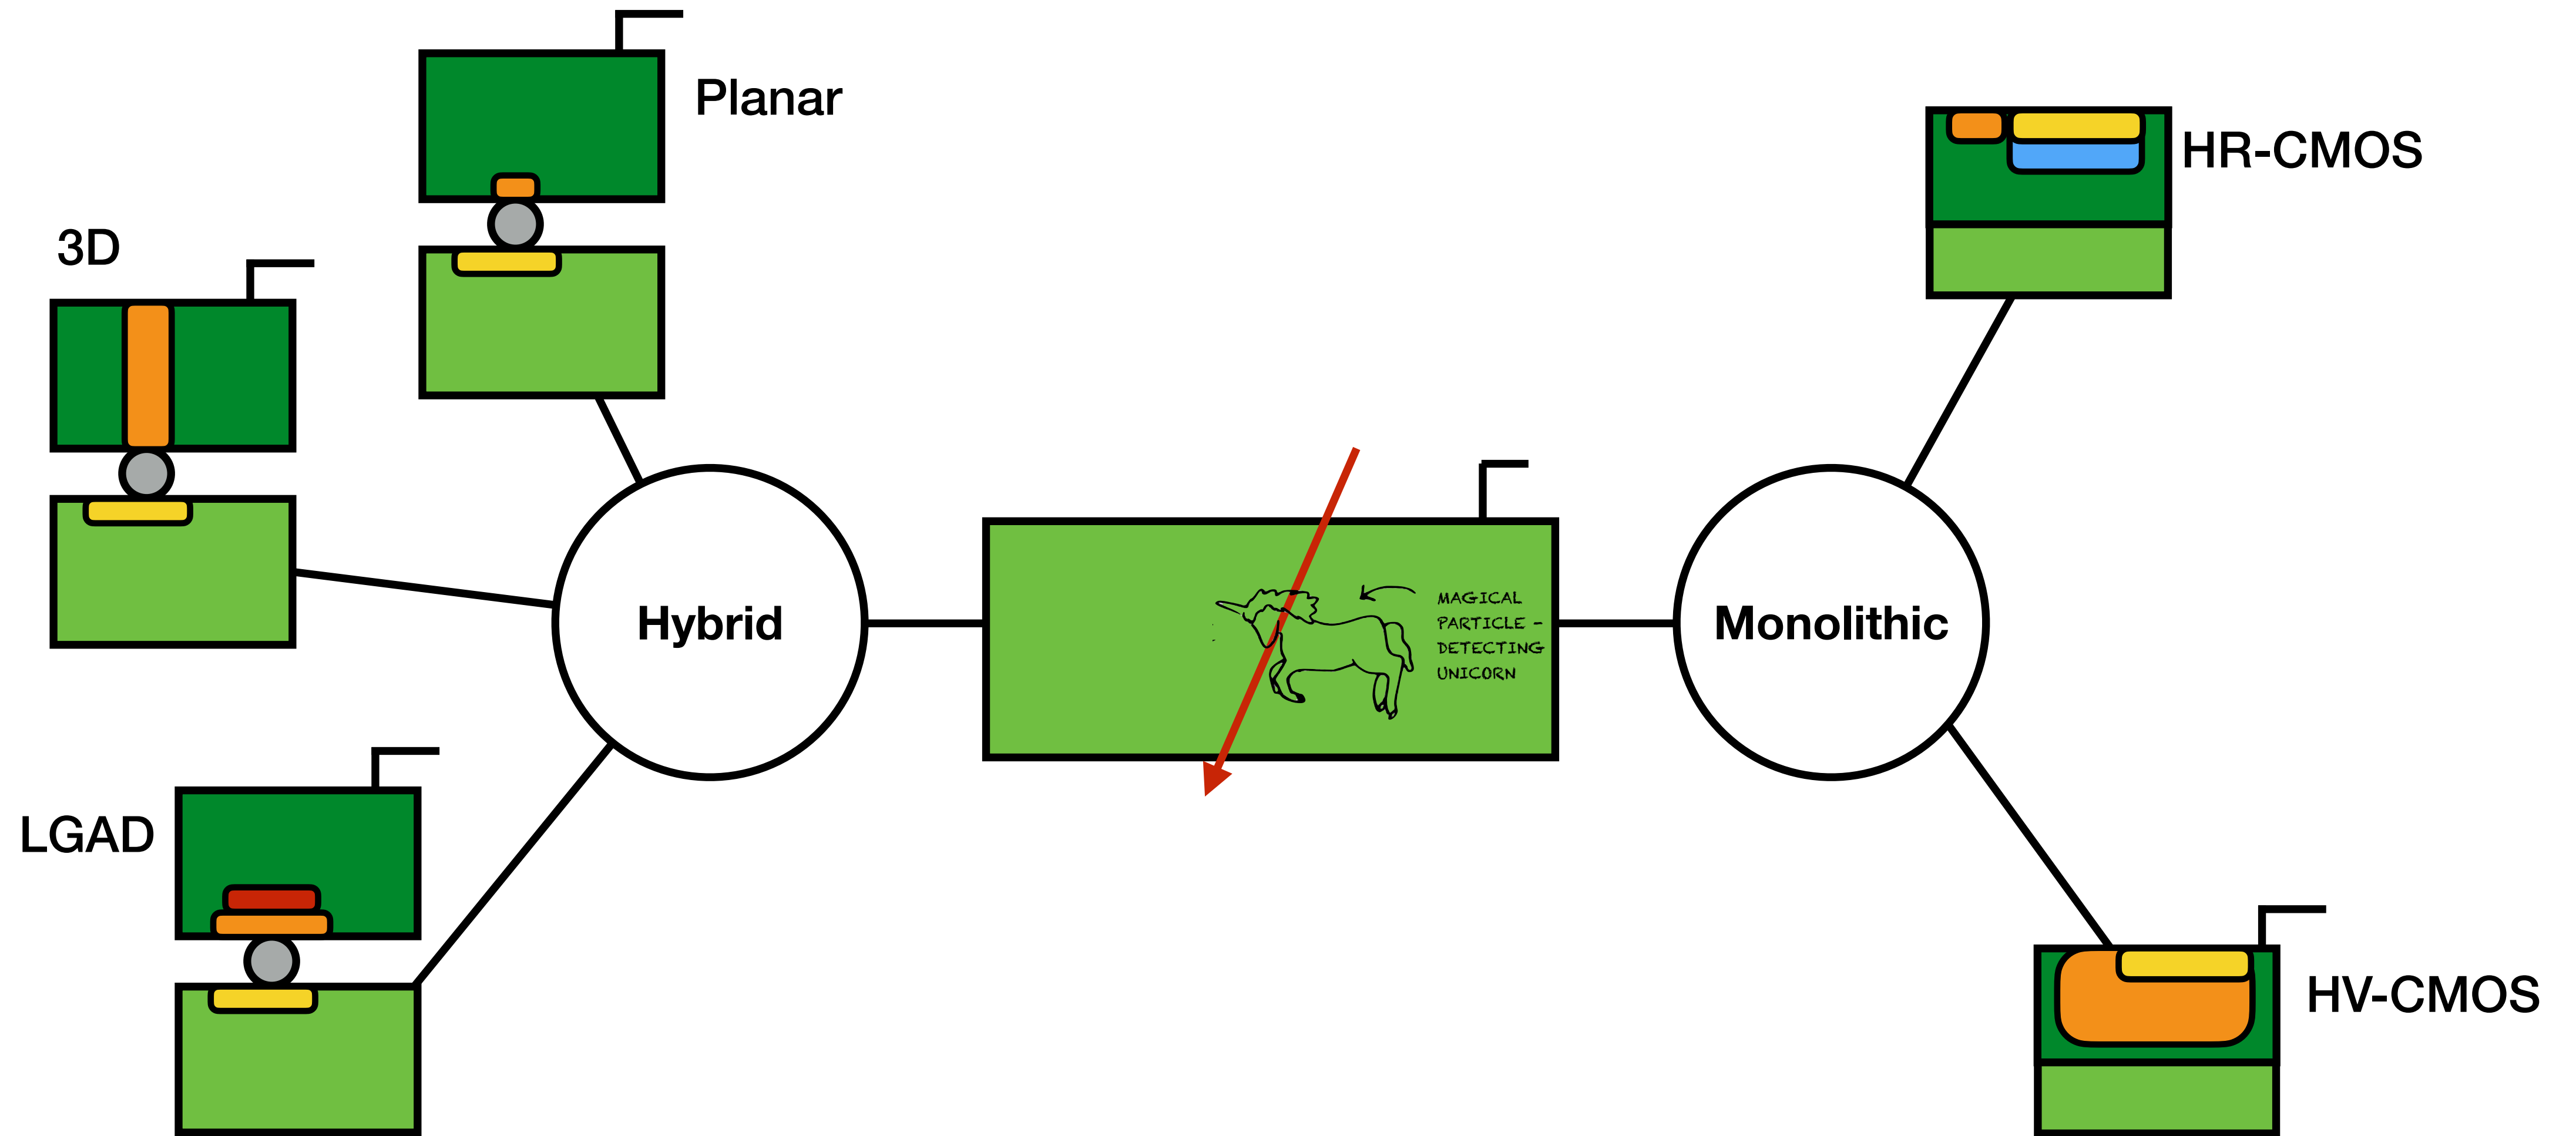 Planar
HR-CMOS
3D
MAGICAL
PARTICLE -
DETECTING
UNICORN
Hybrid
Monolithic
LGAD
HV-CMOS